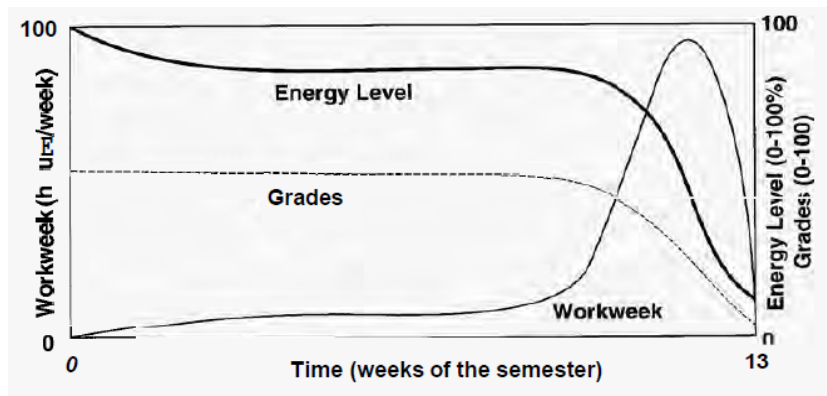 100
100
Workweek (h u /week)
Energy Level
Grades
Workweek
Energy Level (0-100%)
Grades (0-100)
0
n
0
Time (weeks of the semester)
13